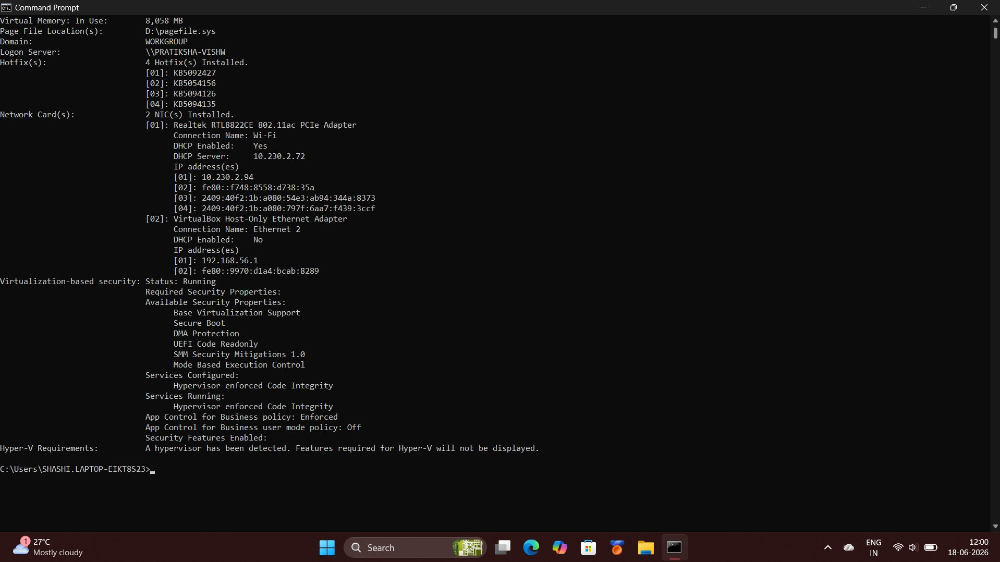 Command Prompt
Virtual Memory: In Use:        8,058 MB
Page File Location(s):         D:\pagefile.sys
Domain:                        WORKGROUP
Logon Server:                  \\PRATIKSHA-VISHW
Hotfix(s):                     4 Hotfix(s) Installed.
                               [01]: KB5092427
                               [02]: KB5054156
                               [03]: KB5094126
                               [04]: KB5094135
Network Card(s):               2 NIC(s) Installed.
                               [01]: Realtek RTL8822CE 802.11ac PCIe Adapter
                                     Connection Name: Wi-Fi
                                     DHCP Enabled:    Yes
                                     DHCP Server:     10.230.2.72
                                     IP address(es)
                                     [01]: 10.230.2.94
                                     [02]: fe80::f748:8558:d738:35a
                                     [03]: 2409:40f2:1b:a080:54e3:ab94:344a:8373
                                     [04]: 2409:40f2:1b:a080:797f:6aa7:f439:3ccf
                               [02]: VirtualBox Host-Only Ethernet Adapter
                                     Connection Name: Ethernet 2
                                     DHCP Enabled:    No
                                     IP address(es)
                                     [01]: 192.168.56.1
                                     [02]: fe80::9970:d1a4:bcab:8289
Virtualization-based security: Status: Running
                               Required Security Properties:
                               Available Security Properties:
                                     Base Virtualization Support
                                     Secure Boot
                                     DMA Protection
                                     UEFI Code Readonly
                                     SMM Security Mitigations 1.0
                                     Mode Based Execution Control
                               Services Configured:
                                     Hypervisor enforced Code Integrity
                               Services Running:
                                     Hypervisor enforced Code Integrity
                               App Control for Business policy: Enforced
                               App Control for Business user mode policy: Off
                               Security Features Enabled:
Hyper-V Requirements:          A hypervisor has been detected. Features required for Hyper-V will not be displayed.
C:\Users\SHASHI.LAPTOP-EIKT8S23>
1
27°C
Mostly cloudy
Search
ENG
IN
12:00
18-06-2026